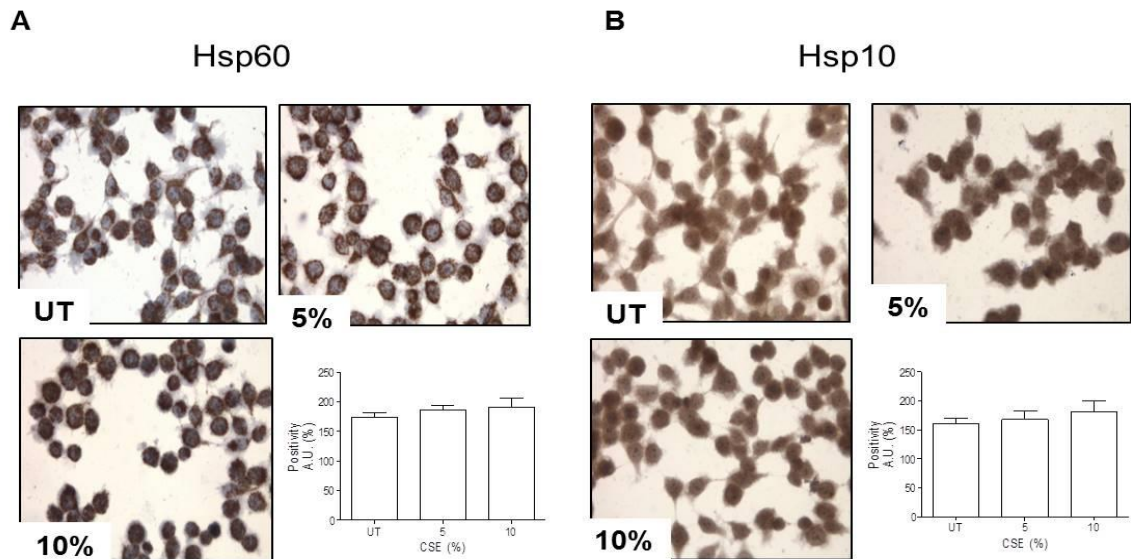 A
Hsp60
UT
5%
10%
Positivity
A.U. (%)
250
200
150
100
50
0
UT 5 10
CSE (%)
B
Hsp10
UT
5%
10%
Positivity
A.U. (%)
250
200
150
100
50
0
UT 5 10
CSE (%)